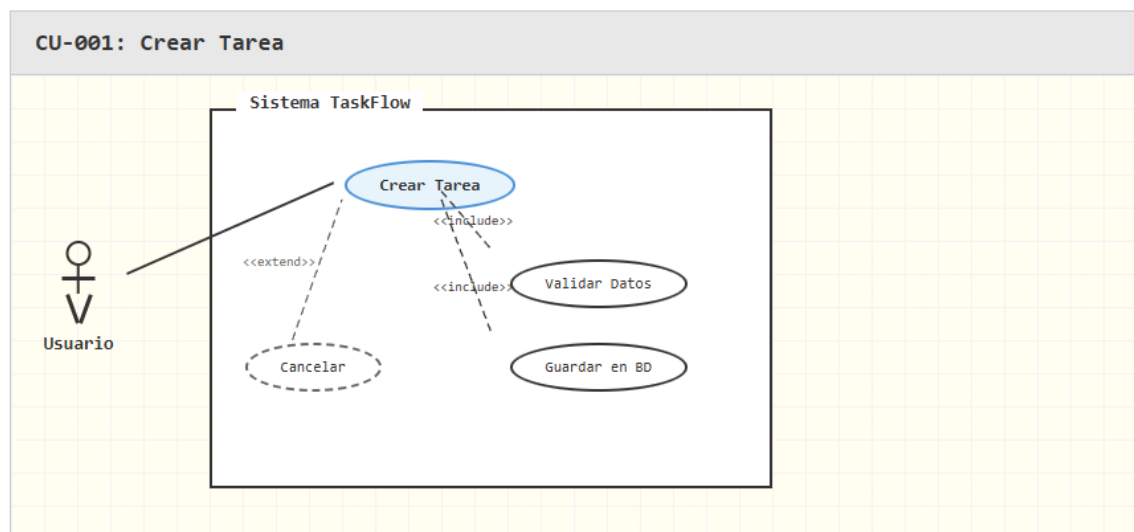 CU-001: Crear Tarea
Sistema TaskFlow
Crear Tarea
<<include>>
<<extend>>
<<include>>
Validar Datos
Usuario
Cancelar
Guardar en BD